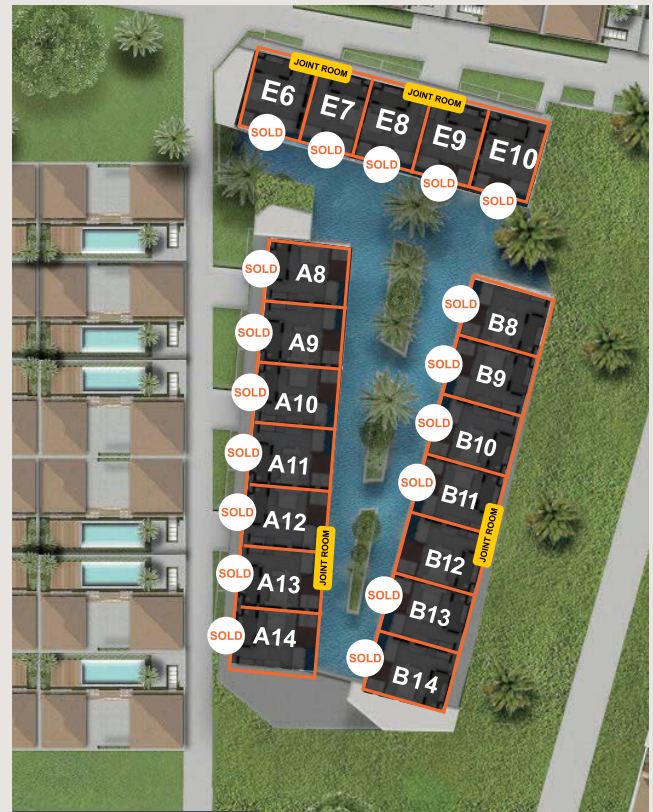 JOINT ROOM
JOINT ROOM
E6
E7
E8
E9
E10
SOLD
SOLD
SOLD
SOLD
SOLD
SOLD
A8
SOLD
B8
SOLD
A9
SOLD
B9
SOLD
A10
SOLD
B10
SOLD
A11
SOLD
B11
SOLD
A12
JOINT ROOM
B12
JOINT ROOM
SOLD
A13
SOLD
B13
SOLD
A14
SOLD
B14